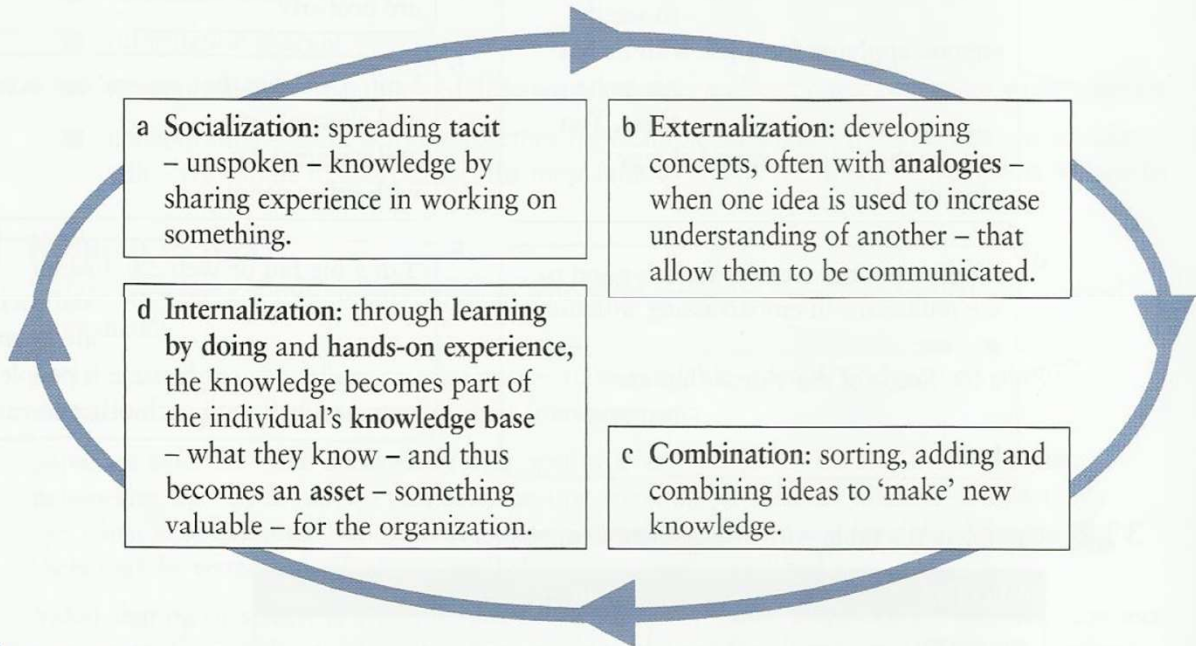 a Socialization: spreading tacit
– unspoken – knowledge by
sharing experience in working on
something.
b Externalization: developing
concepts, often with analogies –
when one idea is used to increase
understanding of another – that
allow them to be communicated.
d Internalization: through learning
by doing and hands-on experience,
the knowledge becomes part of
the individual's knowledge base
– what they know – and thus
becomes an asset – something
valuable – for the organization.
c Combination: sorting, adding and
combining ideas to 'make' new
knowledge.